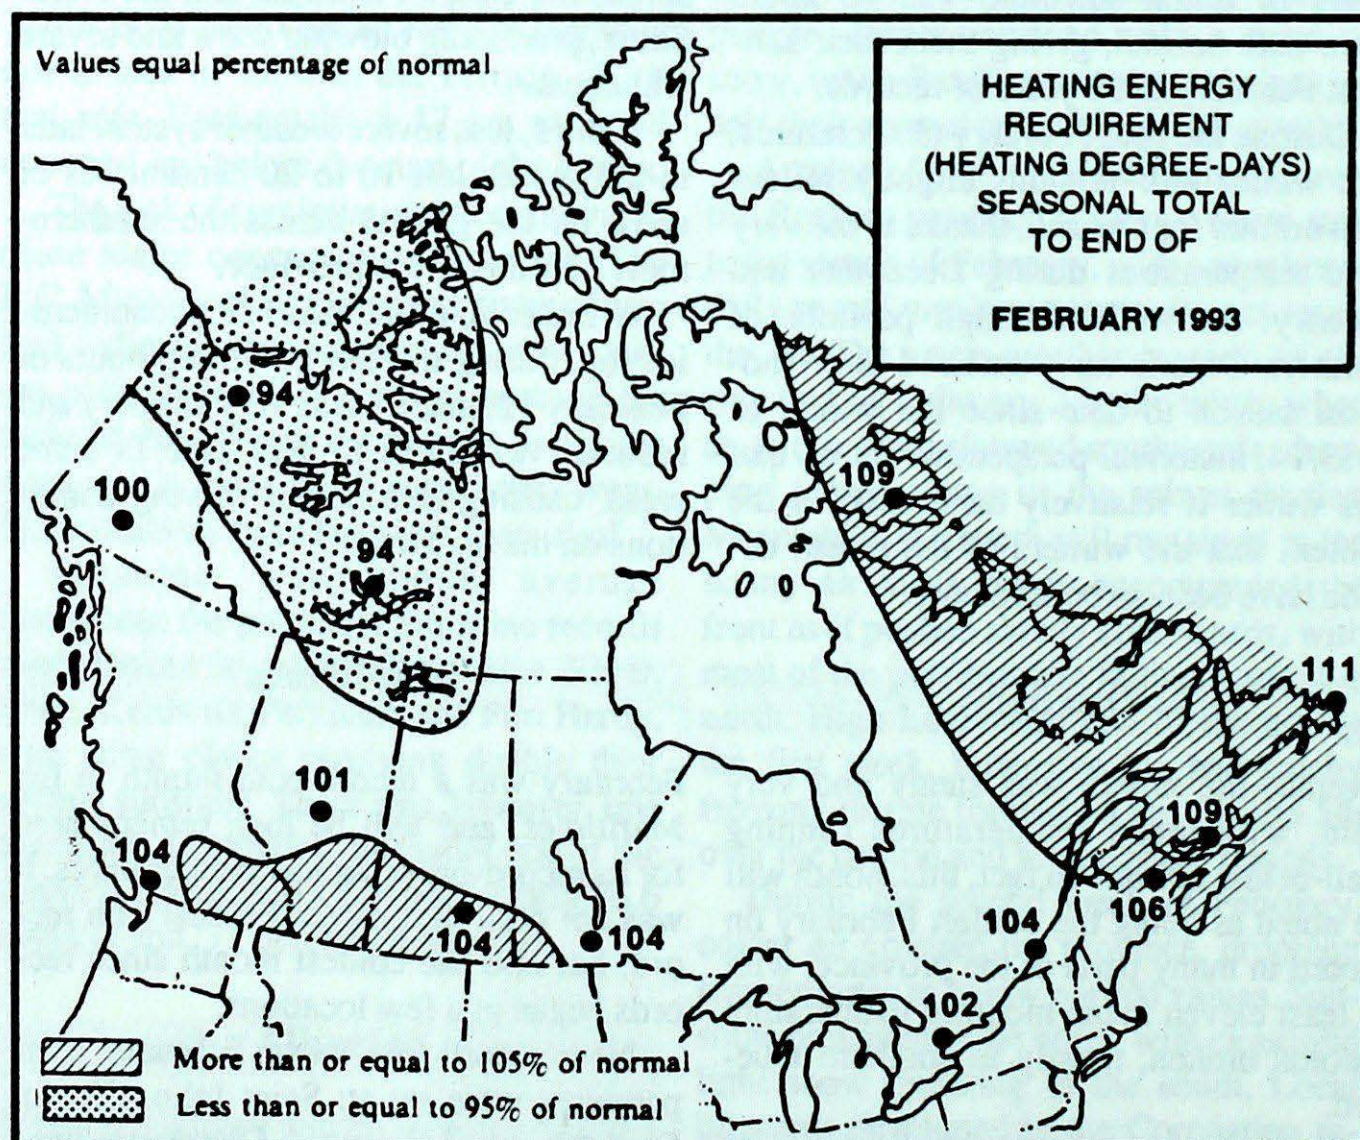 Values equal percentage of normal
HEATING ENERGY
REQUIREMENT
(HEATING DEGREE-DAYS)
SEASONAL TOTAL
TO END OF
FEBRUARY 1993
94
100
109
94
111
101
109
104
106
104
104
104
102
More than or equal to 105% of normal
Less than or equal to 95% of normal